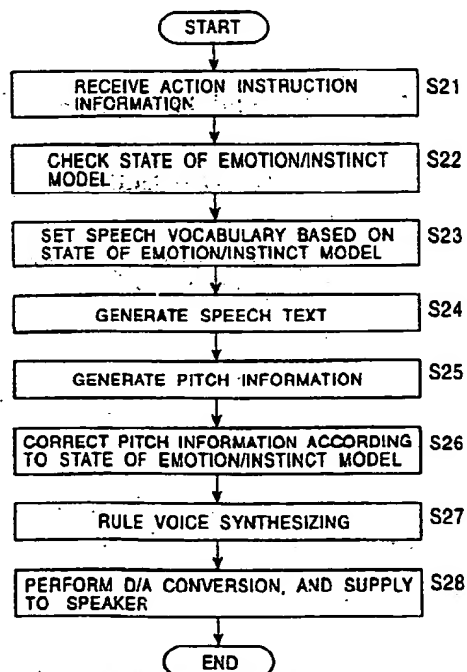 START
RECEIVE ACTION INSTRUCTION
INFORMATION
S21
CHECK STATE OF EMOTION/INSTINCT
MODEL
S22
SET SPEECH VOCABULARY BASED ON
STATE OF EMOTION/INSTINCT MODEL
S23
GENERATE SPEECH TEXT
S24
GENERATE PITCH INFORMATION
S25
CORRECT PITCH INFORMATION ACCORDING
TO STATE OF EMOTION/INSTINCT MODEL
S26
RULE VOICE SYNTHESIZING
S27
PERFORM D/A CONVERSION, AND SUPPLY
TO SPEAKER
S28
END